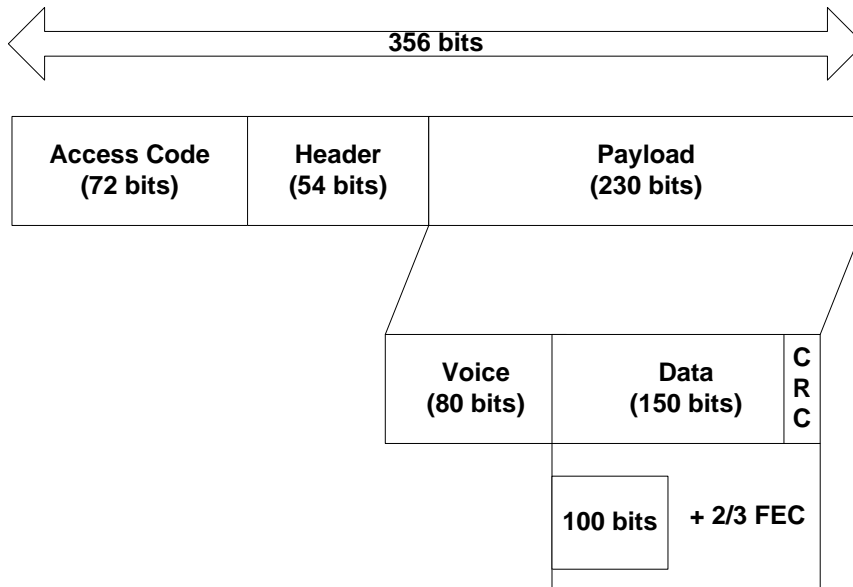 356 bits
Access Code
(72 bits)
Header
(54 bits)
Payload
(230 bits)
Voice
(80 bits)
Data
(150 bits)
C
R
C
100 bits
+ 2/3 FEC